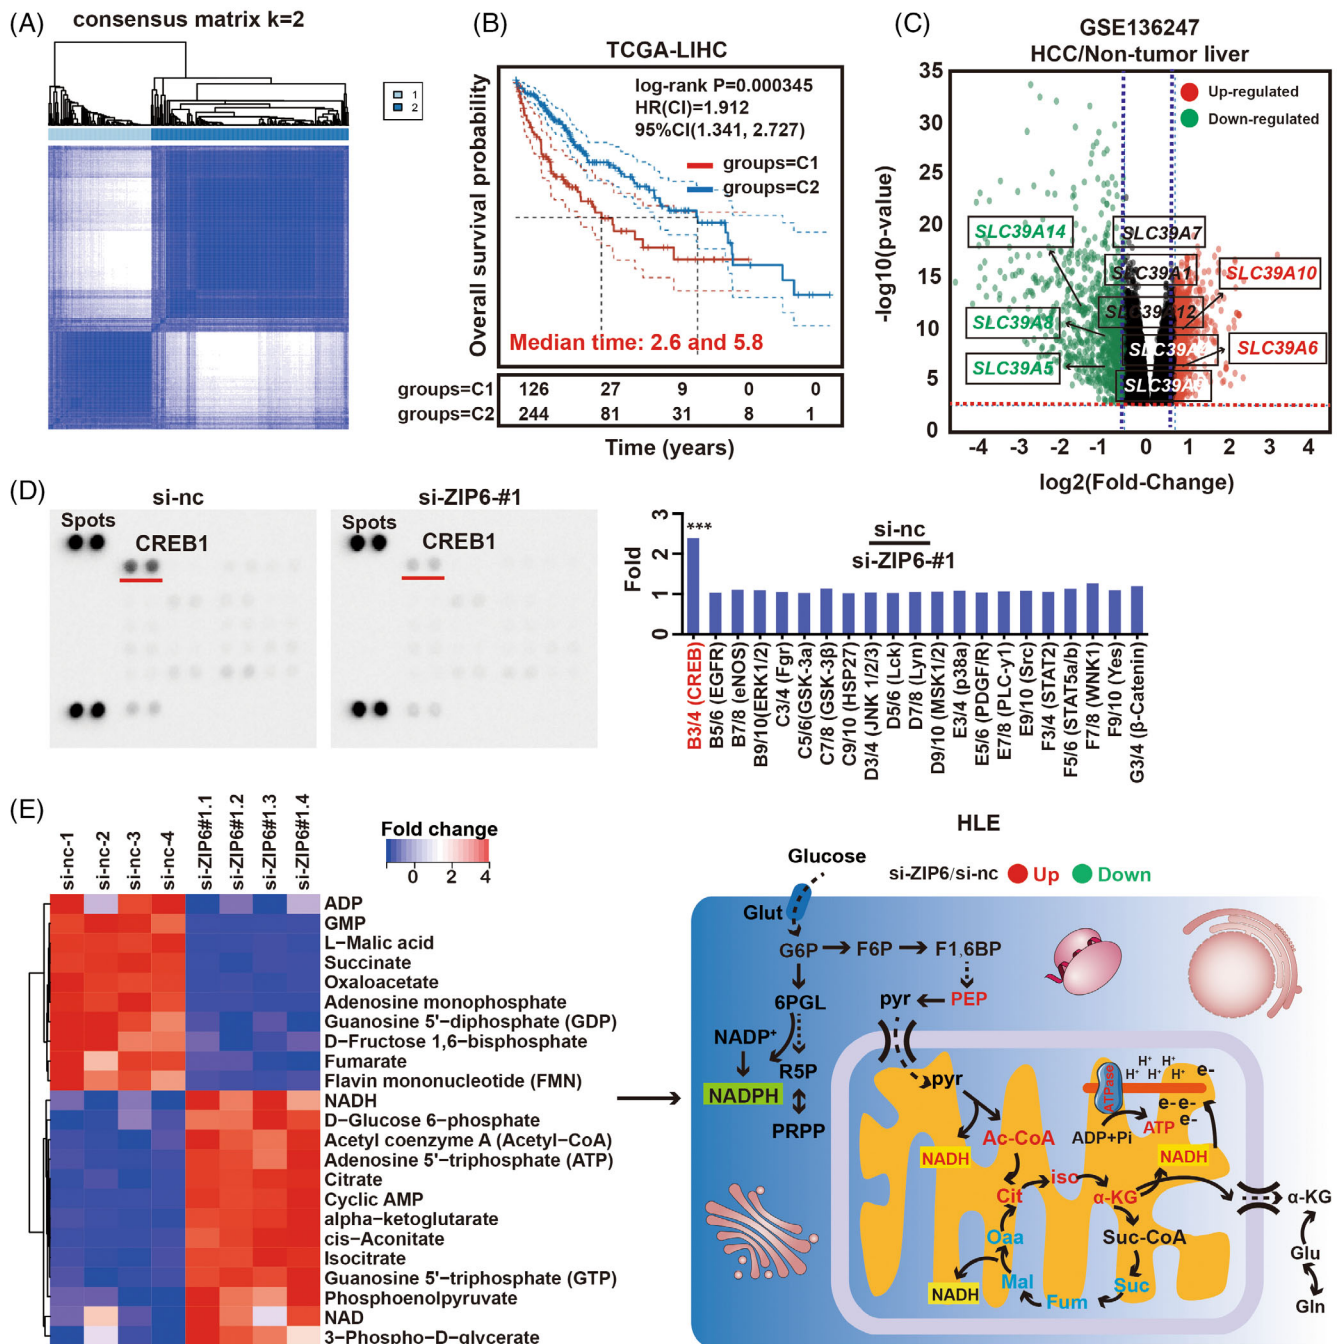 (A)
consensus matrix k=2
1
2
(B)
TCGA-LIHC
Overall survival probability
log-rank P=0.000345
HR(CI)=1.912
95%CI(1.341, 2.727)
groups=C1
groups=C2
Median time: 2.6 and 5.8
groups=C1 126 27 9 0 0
groups=C2 244 81 31 8 1
Time (years)
(C)
GSE136247
HCC/Non-tumor liver
-log10(p-value)
35
30
25
20
15
10
5
0
Up-regulated
Down-regulated
SLC39A14
SLC39A7
SLC39A1
SLC39A10
SLC39A12
SLC39A8
SLC39A6
SLC39A5
-4 -3 -2 -1 0 1 2 3 4
log2(Fold-Change)
(D)
si-nc
Spots
CREB1
si-ZIP6-#1
Spots
CREB1
Fold
3
2
1
0
***
si-nc
si-ZIP6-#1
B3/4 (CREB)
B5/6 (EGFR)
B7/8 (eNOS)
B9/10(ERK1/2)
C3/4 (Fgr)
C5/6(GSK-3a)
C7/8 (GSK-3β)
C9/10 (HSP27)
D3/4 (JNK 1/2/3)
D5/6 (Lck)
D7/8 (Lyn)
D9/10 (MSK1/2)
E3/4 (p38a)
E5/6 (PDGF/R)
E7/8 (PLC-y1)
E9/10 (Src)
F3/4 (STAT2)
F5/6 (STAT5a/b)
F7/8 (WNK1)
F9/10 (Yes)
G3/4 (β-Catenin)
(E)
si-nc-1
si-nc-2
si-nc-3
si-nc-4
si-ZIP6#1.1
si-ZIP6#1.2
si-ZIP6#1.3
si-ZIP6#1.4
Fold change
0 2 4
ADP
GMP
L−Malic acid
Succinate
Oxaloacetate
Adenosine monophosphate
Guanosine 5'−diphosphate (GDP)
D−Fructose 1,6−bisphosphate
Fumarate
Flavin mononucleotide (FMN)
NADH
D−Glucose 6−phosphate
Acetyl coenzyme A (Acetyl−CoA)
Adenosine 5'−triphosphate (ATP)
Citrate
Cyclic AMP
alpha−ketoglutarate
cis−Aconitate
Isocitrate
Guanosine 5'−triphosphate (GTP)
Phosphoenolpyruvate
NAD
3−Phospho−D−glycerate
HLE
si-ZIP6/si-nc Up Down
Glucose
Glut
G6P F6P F1,6BP
6PGL pyr PEP
NADP+
R5P
NADPH
PRPP
pyr
NADH
Ac-CoA
Cit
iso
α-KG
Oaa
Suc-CoA
Mal
Suc
NADH
Fum
ATPase
H+ H+
H+ H+ H+
e-
e-e-
e-
ADP+Pi
ATP
NADH
α-KG
Glu
Gln